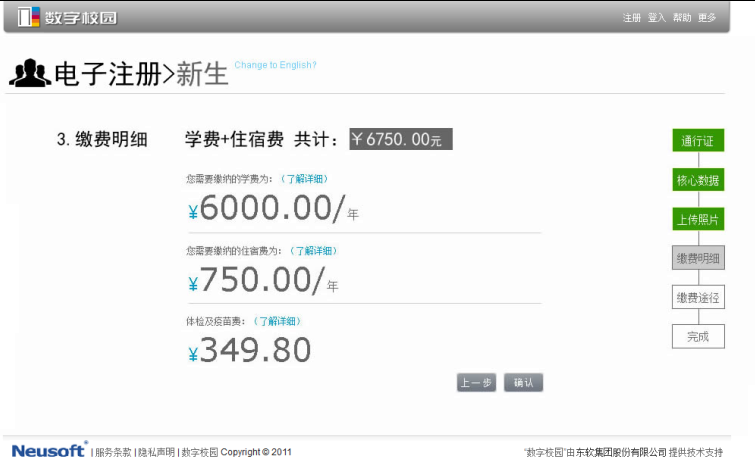 数字校园
注册 登入 帮助 更多
电子注册>新生 Change to English?
3. 缴费明细 学费+住宿费 共计: ￥6750.00元
您需要缴纳的学费为: (了解详细)
¥6000.00/年
您需要缴纳的住宿费为: (了解详细)
¥750.00/年
体检及疫苗费: (了解详细)
¥349.80
上一步 确认
通行证
核心数据
上传照片
缴费明细
缴费途径
完成
Neusoft® |服务条款|隐私声明|数字校园 Copyright © 2011
"数字校园"由东软集团股份有限公司 提供技术支持